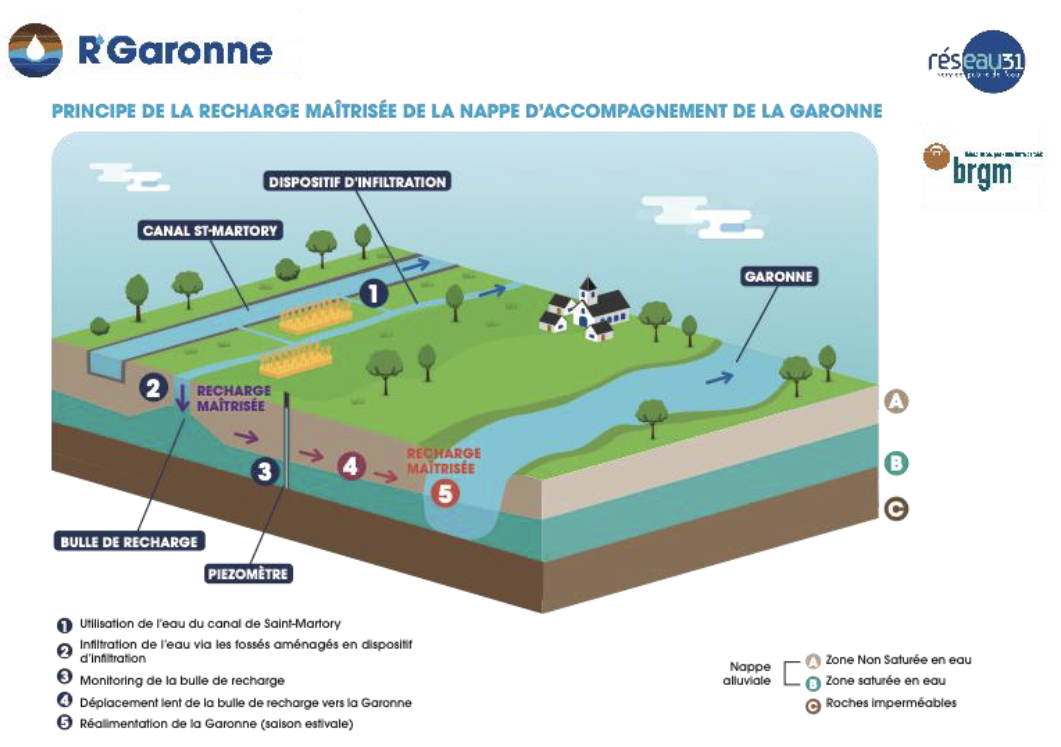 R'Garonne
réseau31
service public de l'eau
PRINCIPE DE LA RECHARGE MAÎTRISÉE DE LA NAPPE D'ACCOMPAGNEMENT DE LA GARONNE
brgm
DISPOSITIF D'INFILTRATION
CANAL ST-MARTORY
GARONNE
1
2
RECHARGE
MAÎTRISÉE
A
RECHARGE
MAÎTRISÉE
B
3
4
5
C
BULLE DE RECHARGE
PIEZOMÈTRE
1 Utilisation de l'eau du canal de Saint-Martory
2 Infiltration de l'eau via les fossés aménagés en dispositif
d'infiltration
3 Monitoring de la bulle de recharge
4 Déplacement lent de la bulle de recharge vers la Garonne
5 Réalimentation de la Garonne (saison estivale)
Nappe
alluviale
A Zone Non Saturée en eau
B Zone saturée en eau
C Roches imperméables